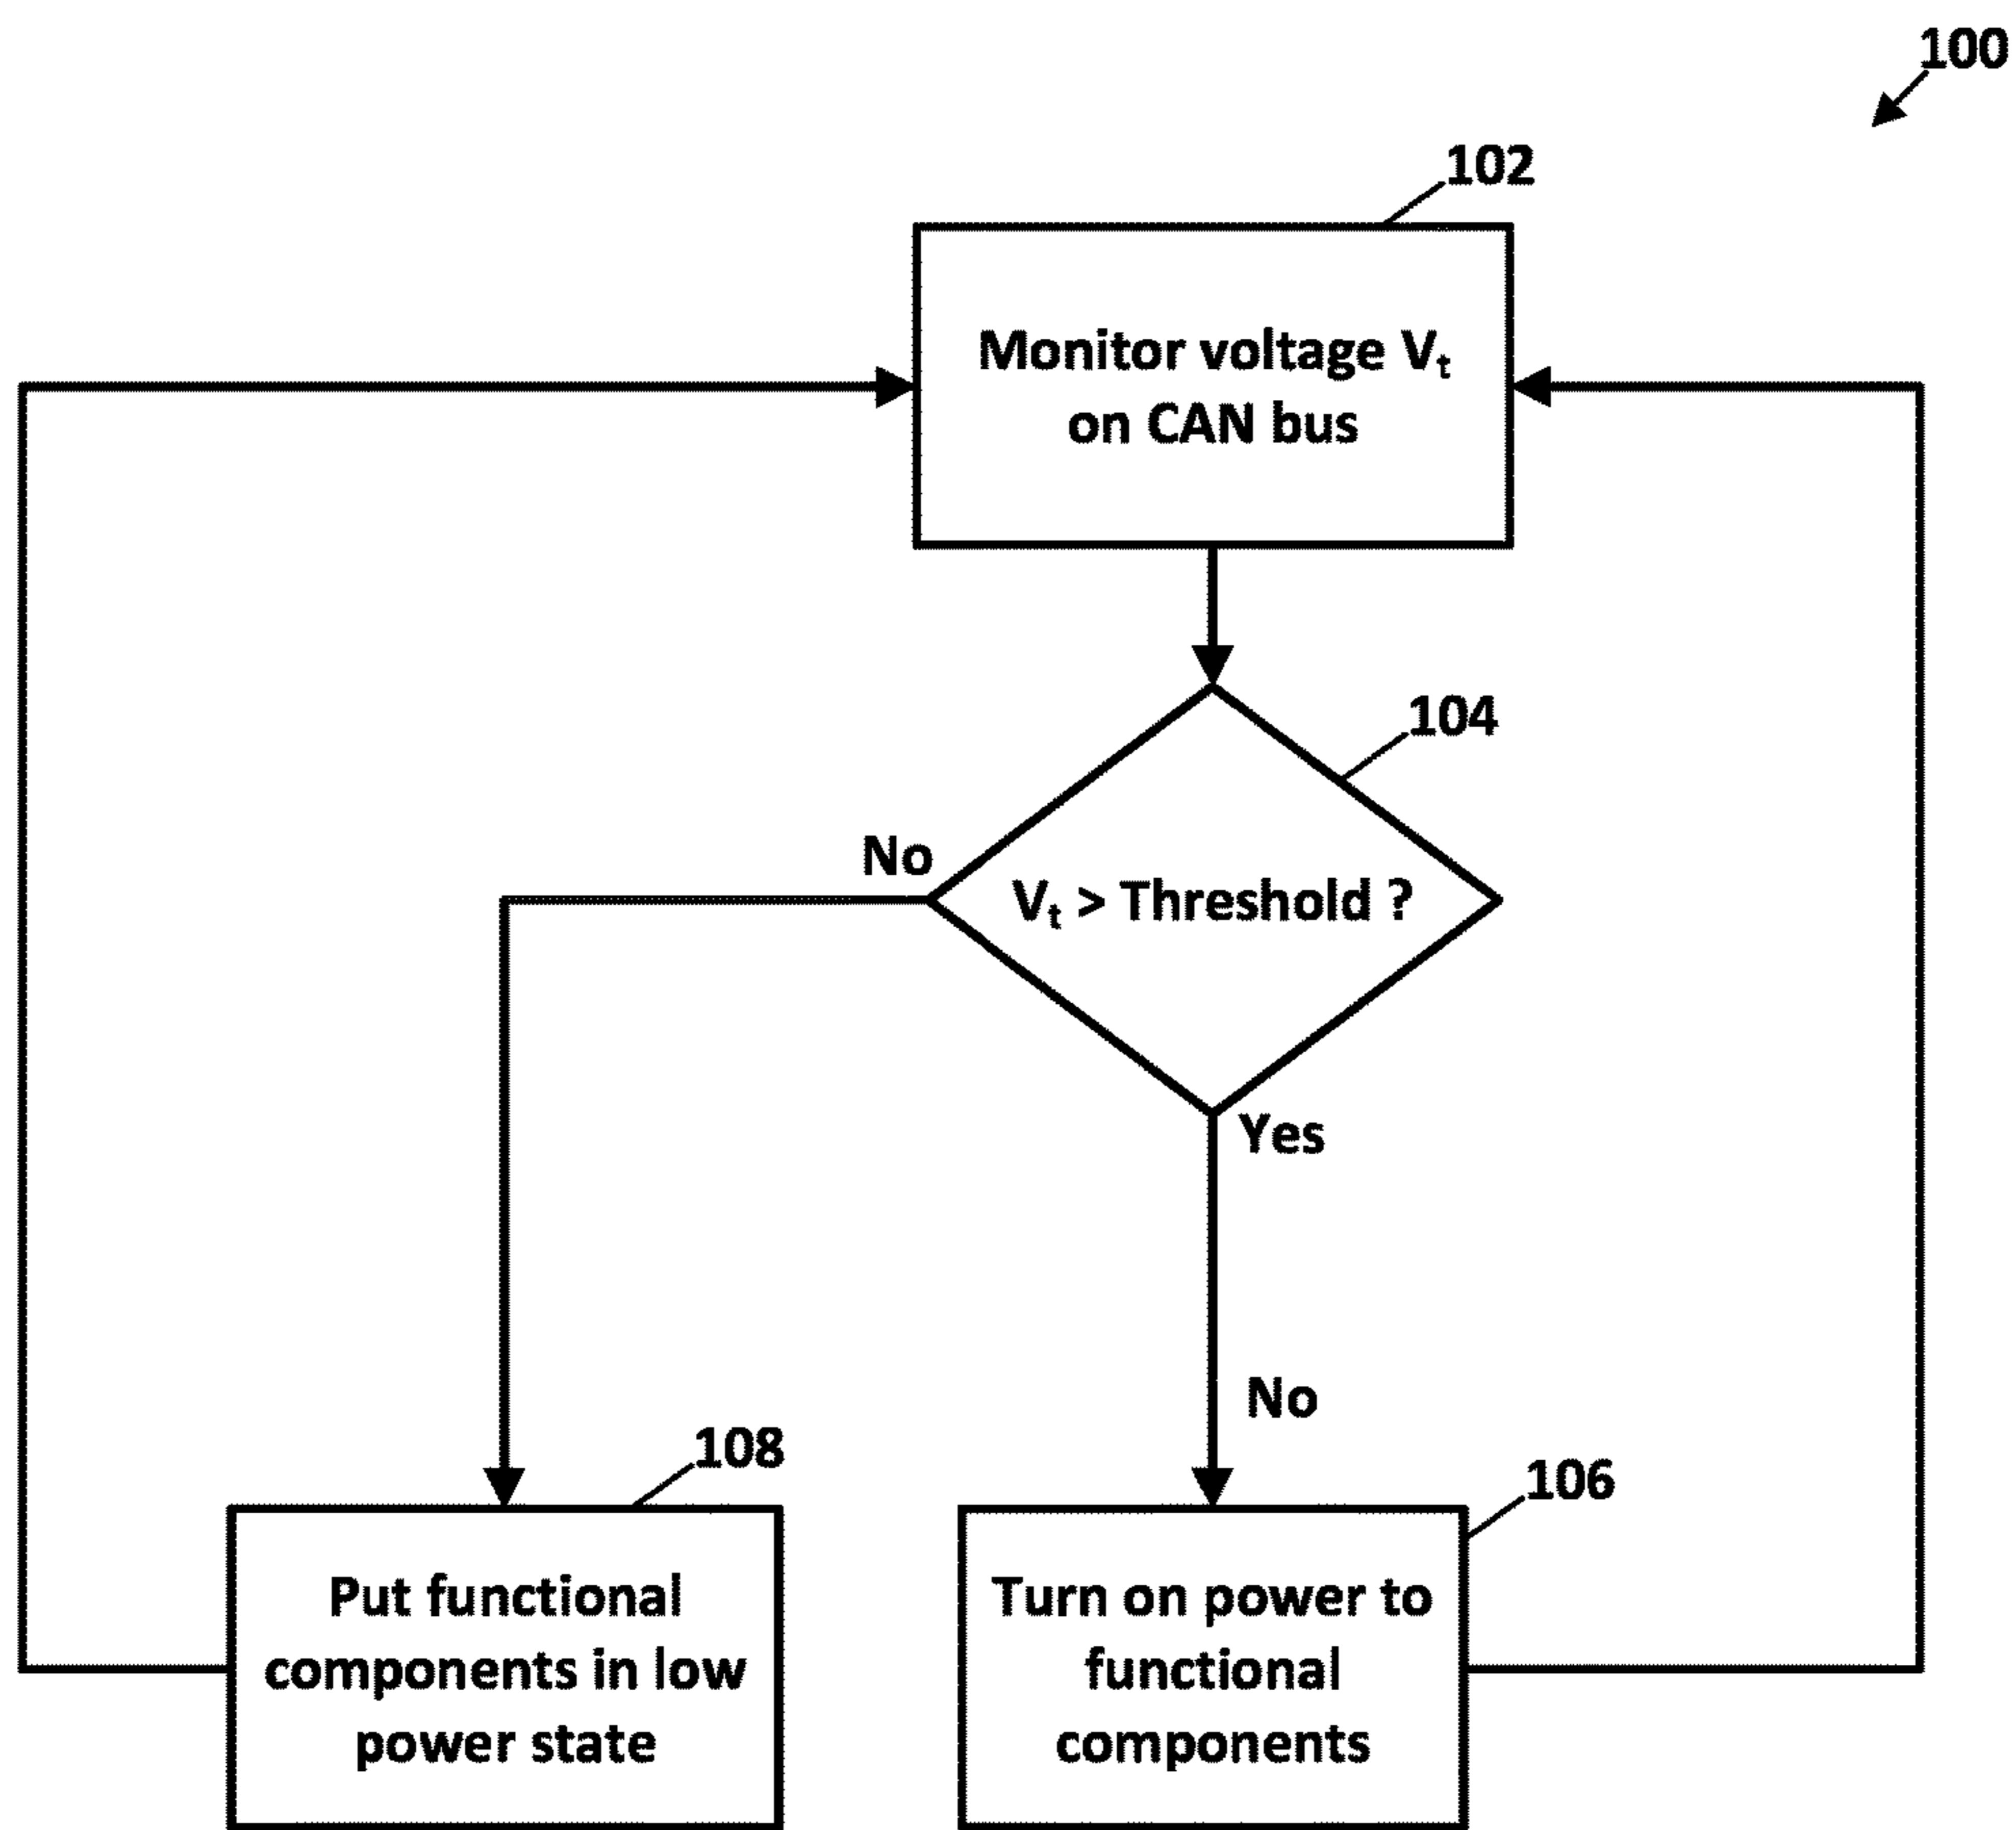 100
102
Monitor voltage Vt
on CAN bus
104
No
Vt > Threshold ?
Yes
No
108
106
Put functional
components in low
power state
Turn on power to
functional
components